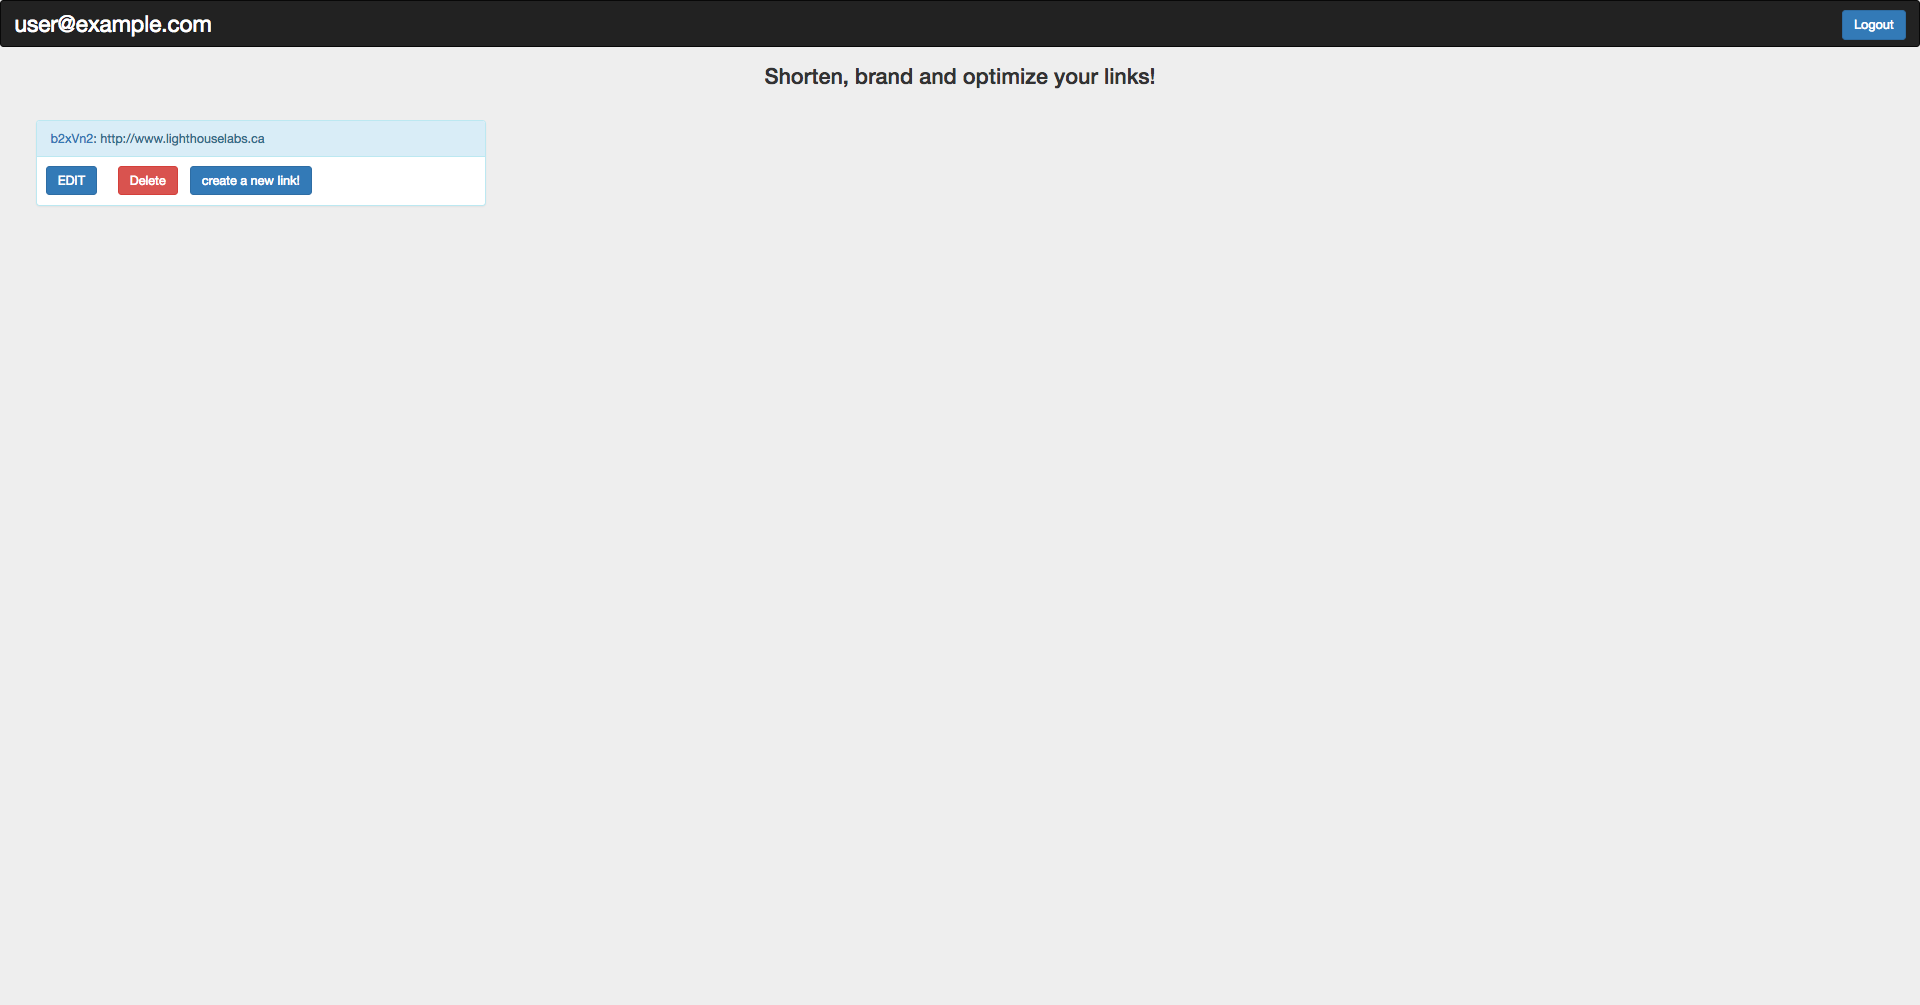 user@example.com
Logout
Shorten, brand and optimize your links!
b2xVn2: http://www.lighthouselabs.ca
EDIT
Delete
create a new link!